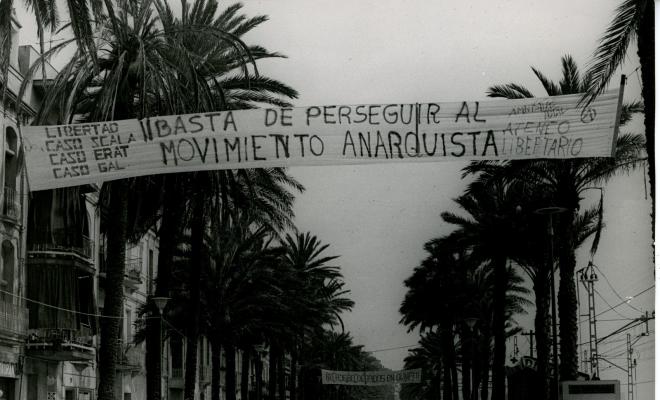 LIBERTAD
CASO SCALA
CASO ERAT
CASO GAL
BASTA DE PERSEGUIR AL
MOVIMIENTO ANARQUISTA
ATENEO
LIBERTARIO